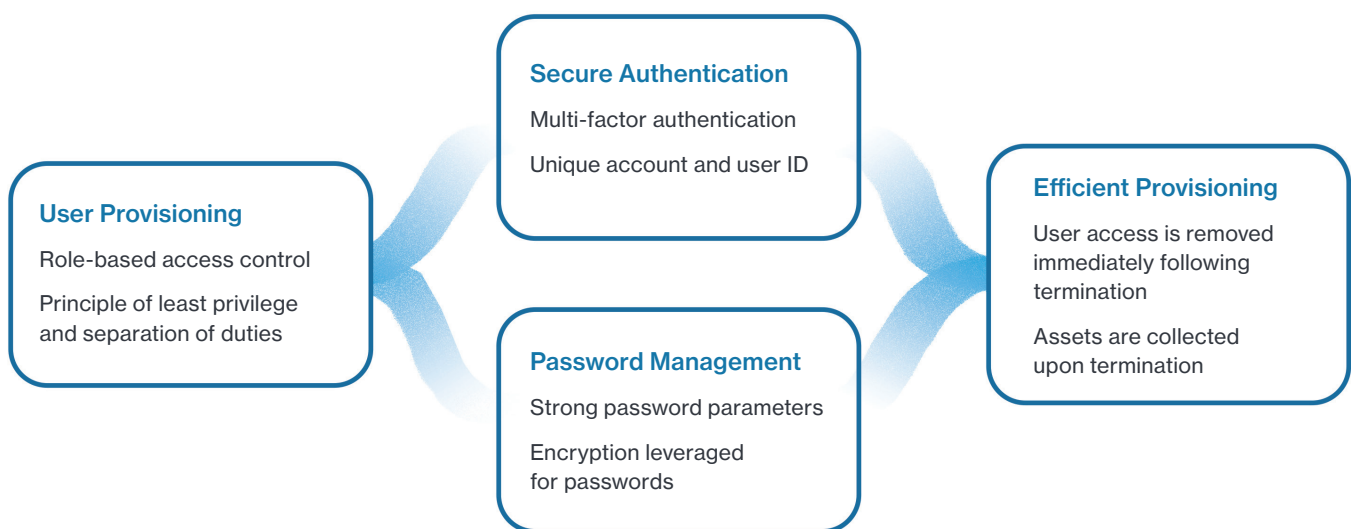 User Provisioning
Role-based access control
Principle of least privilege
and separation of duties
Secure Authentication
Multi-factor authentication
Unique account and user ID
Password Management
Strong password parameters
Encryption leveraged
for passwords
Efficient Provisioning
User access is removed
immediately following
termination
Assets are collected
upon termination